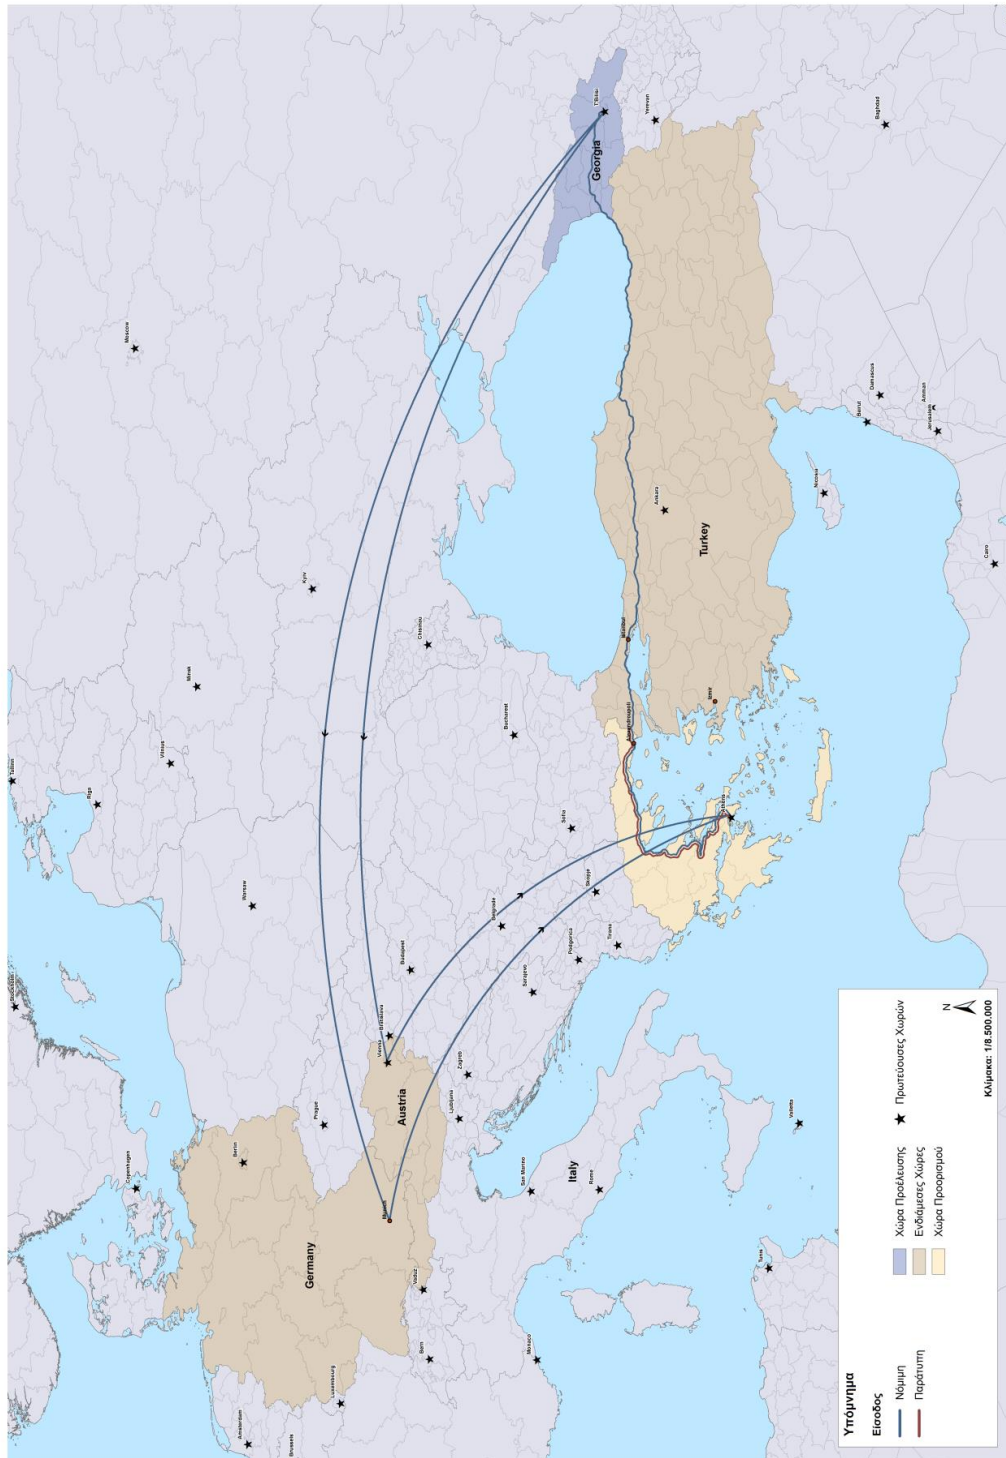 Stockholm
Tallinn
Riga
Copenhagen
Moscow
Vilnius
Minsk
Amsterdam
Berlin
Warsaw
Brussels
Luxembourg
Germany
Prague
Kyiv
Munich
Vienna
Bratislava
Austria
Vaduz
Bern
Budapest
Chisinau
Ljubljana
Zagreb
Belgrade
Bucharest
Monaco
San Marino
Sarajevo
Podgorica
Sofia
Italy
Rome
Skopje
Tirana
Georgia
T'Bilisi
Alexandroupoli
Istanbul
Yerevan
Ankara
Turkey
Izmir
Athens
Tunis
Valletta
Nicosia
Beirut
Damascus
Baghdad
Jerusalem
Amman
Cairo
Υπόμνημα
Είσοδος
Νόμιμη
Παράτυπη
Χώρα Προέλευσης
Ενδιάμεσες Χώρες
Χώρα Προορισμού
Πρωτεύουσες Χωρών
N
Κλίμακα: 1/8.500.000